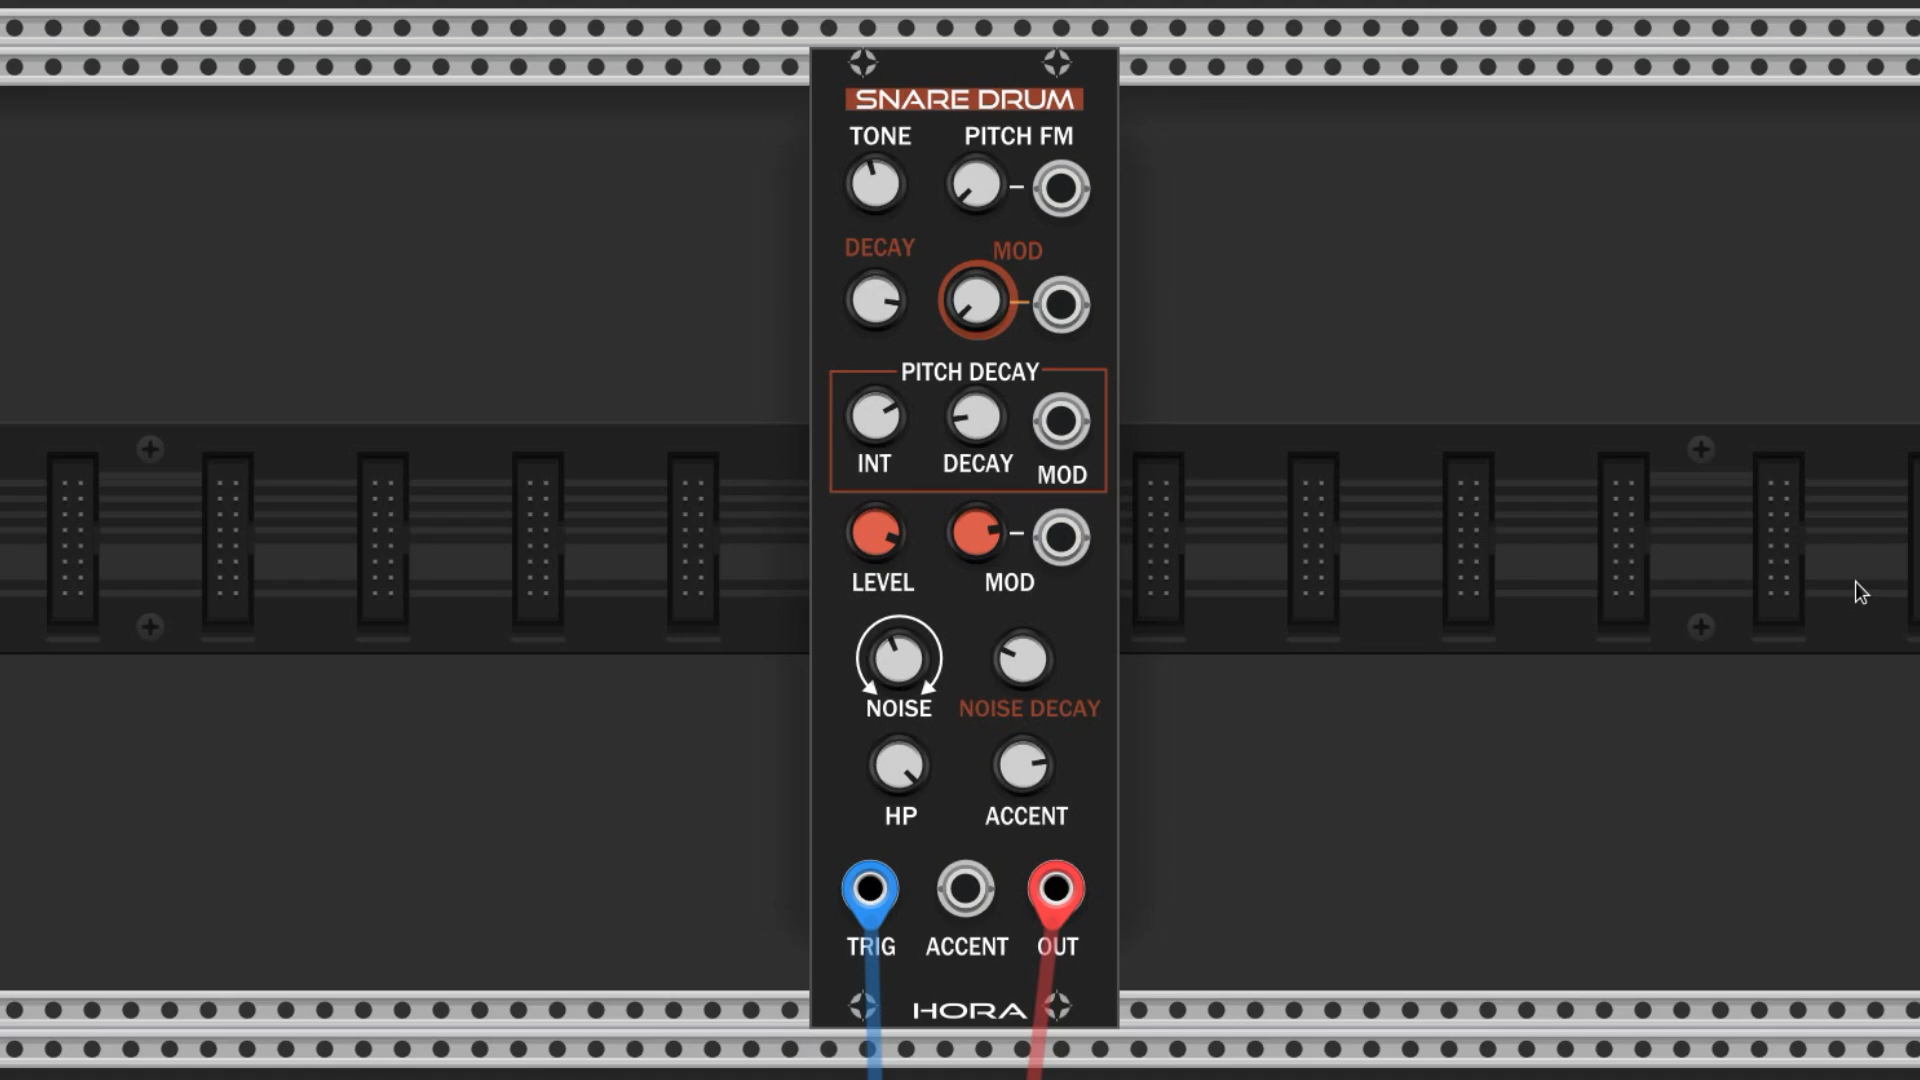 SNARE DRUM
TONE PITCH FM
DECAY MOD
PITCH DECAY
INT DECAY MOD
LEVEL MOD
NOISE NOISE DECAY
HP ACCENT
TRIG ACCENT OUT
HORA